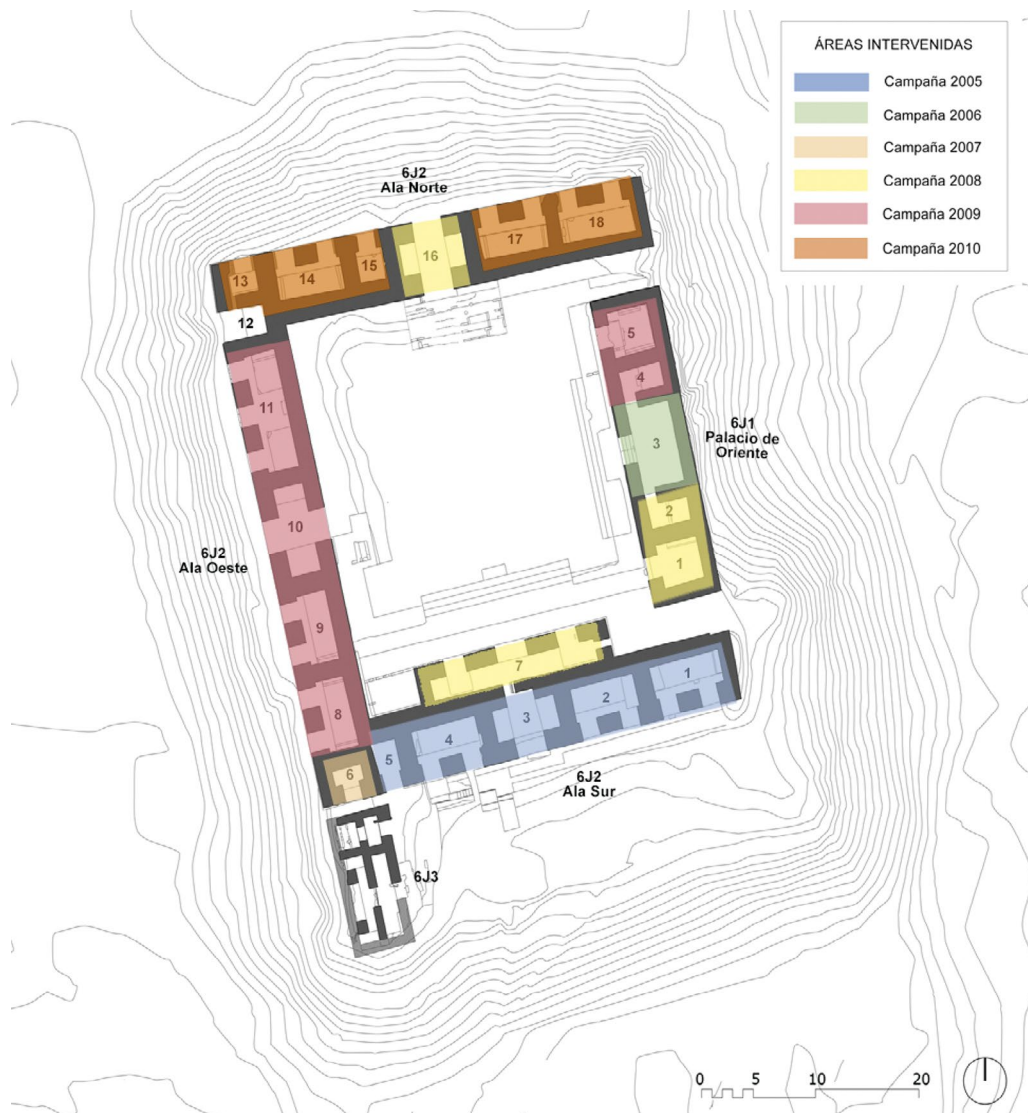 ÁREAS INTERVENIDAS
Campaña 2005
Campaña 2006
Campaña 2007
Campaña 2008
Campaña 2009
Campaña 2010
6J2
Ala Norte
18
17
16
15
14
13
12
5
4
11
3
6J1
Palacio de
Oriente
2
10
6J2
Ala Oeste
1
9
7
1
2
8
3
4
5
6
6J2
Ala Sur
6J3
0 5 10 20